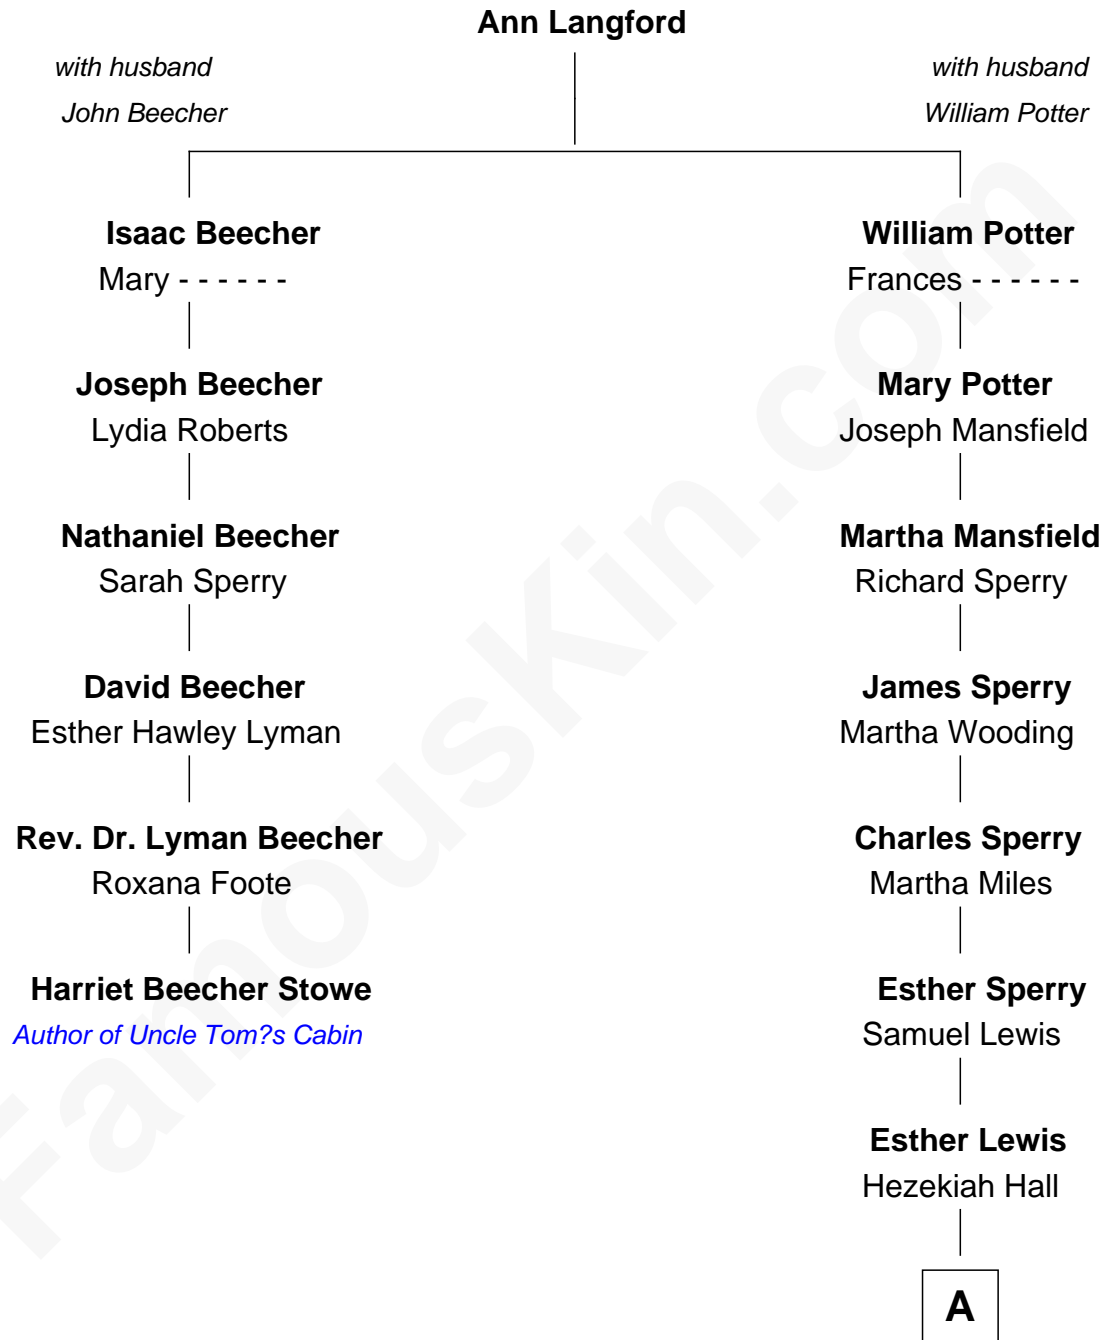 Ann Langford
with husband
John Beecher
with husband
William Potter
Isaac Beecher
Mary - - - - - -
William Potter
Frances - - - - - -
Joseph Beecher
Lydia Roberts
Mary Potter
Joseph Mansfield
Nathaniel Beecher
Sarah Sperry
Martha Mansfield
Richard Sperry
David Beecher
Esther Hawley Lyman
James Sperry
Martha Wooding
Rev. Dr. Lyman Beecher
Roxana Foote
Charles Sperry
Martha Miles
Harriet Beecher Stowe
Author of Uncle Tom?s Cabin
Esther Sperry
Samuel Lewis
Esther Lewis
Hezekiah Hall
A
FamousKin.com